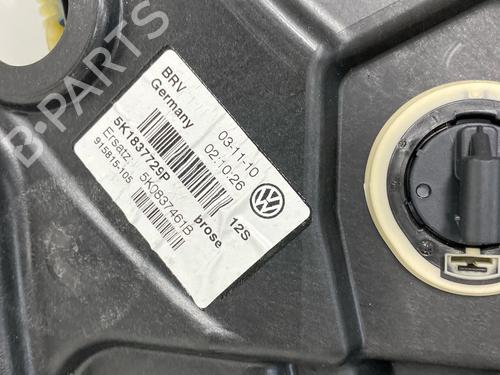 BRV
Germany
03-11-10
02:10:26
5K1837729P
Ersatz. 5K0837461B
915815-105
brose
12S
B-PARTS